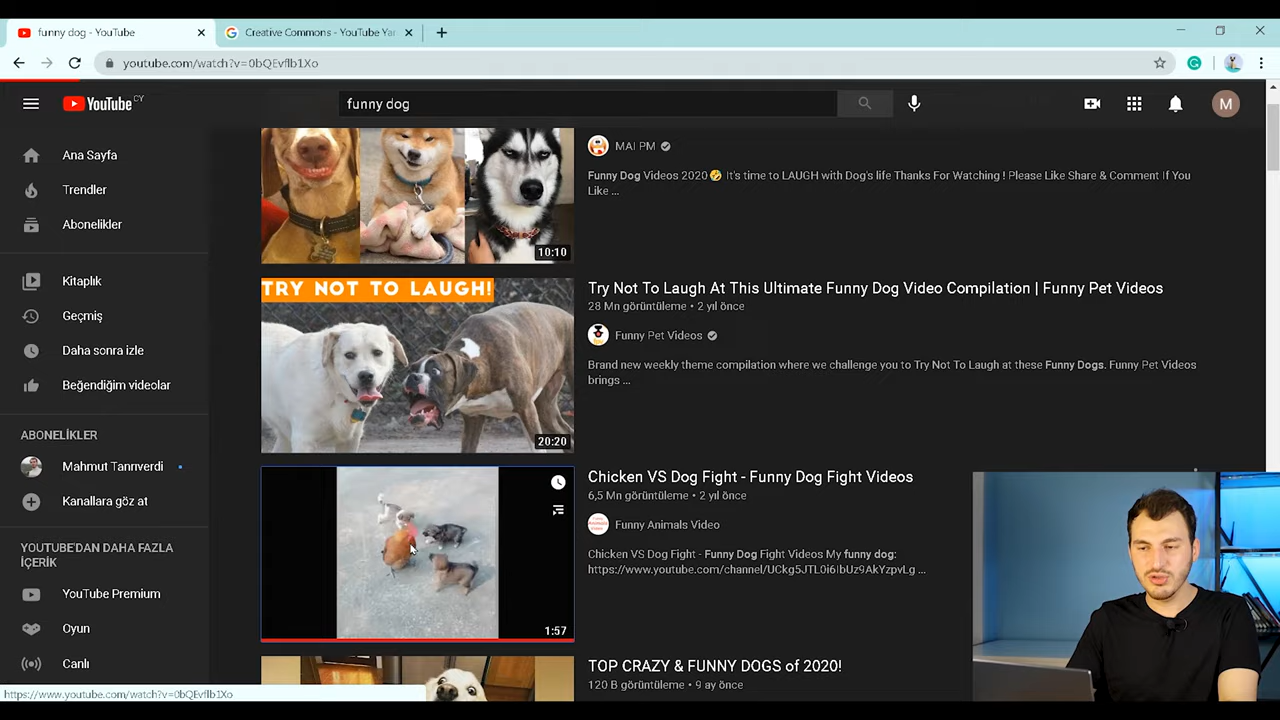 funny dog - YouTube
Creative Commons - YouTube Yar
youtube.com/watch?v=0bQEvflb1Xo
YouTube CY
funny dog
M
Ana Sayfa
Trendler
Abonelikler
Kitaplık
Geçmiş
Daha sonra izle
Beğendiğim videolar
ABONELİKLER
Mahmut Tanrıverdi
Kanallara göz at
YOUTUBE'DAN DAHA FAZLA
İÇERİK
YouTube Premium
Oyun
Canlı
10:10
MAI PM
Funny Dog Videos 2020🤣 It's time to LAUGH with Dog's life Thanks For Watching ! Please Like Share & Comment If You
Like ...
TRY NOT TO LAUGH!
20:20
Try Not To Laugh At This Ultimate Funny Dog Video Compilation | Funny Pet Videos
28 Mn görüntüleme • 2 yıl önce
Funny Pet Videos
Brand new weekly theme compilation where we challenge you to Try Not To Laugh at these Funny Dogs. Funny Pet Videos
brings ...
1:57
Chicken VS Dog Fight - Funny Dog Fight Videos
6,5 Mn görüntüleme • 2 yıl önce
Funny Animals Video
Chicken VS Dog Fight - Funny Dog Fight Videos My funny dog:
https://www.youtube.com/channel/UCkg5JTL0i6IbUz9AkYzpvLg ...
TOP CRAZY & FUNNY DOGS of 2020!
120 B görüntüleme • 9 ay önce
https://www.youtube.com/watch?v=0bQEvflb1Xo